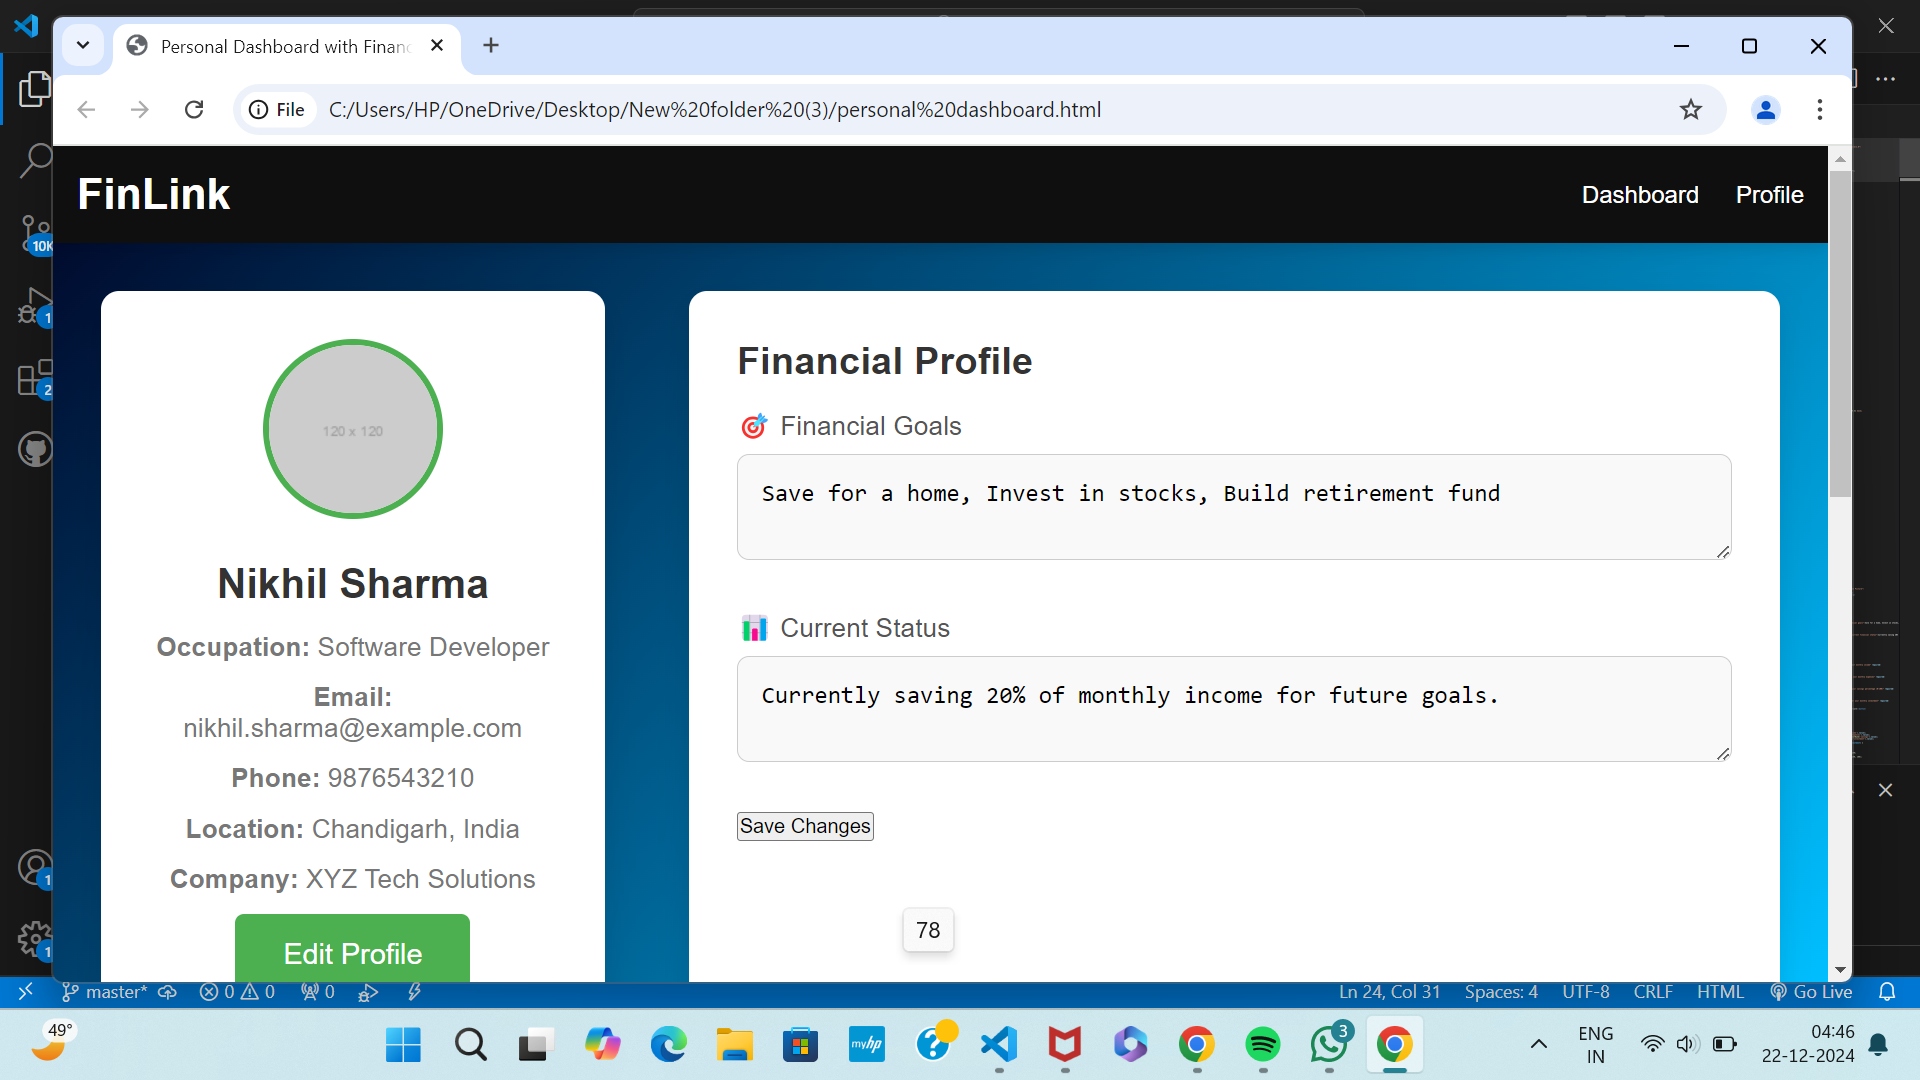 Personal Dashboard with Financ
File
C:/Users/HP/OneDrive/Desktop/New%20folder%20(3)/personal%20dashboard.html
FinLink
Dashboard
Profile
120 x 120
Nikhil Sharma
Occupation: Software Developer
Email:
nikhil.sharma@example.com
Phone: 9876543210
Location: Chandigarh, India
Company: XYZ Tech Solutions
Edit Profile
Financial Profile
Financial Goals
Save for a home, Invest in stocks, Build retirement fund
Current Status
Currently saving 20% of monthly income for future goals.
Save Changes
78
10K
1
2
1
1
master*
0
0
0
Ln 24, Col 31
Spaces: 4
UTF-8
CRLF
HTML
Go Live
49°
myhp
3
ENG
IN
04:46
22-12-2024